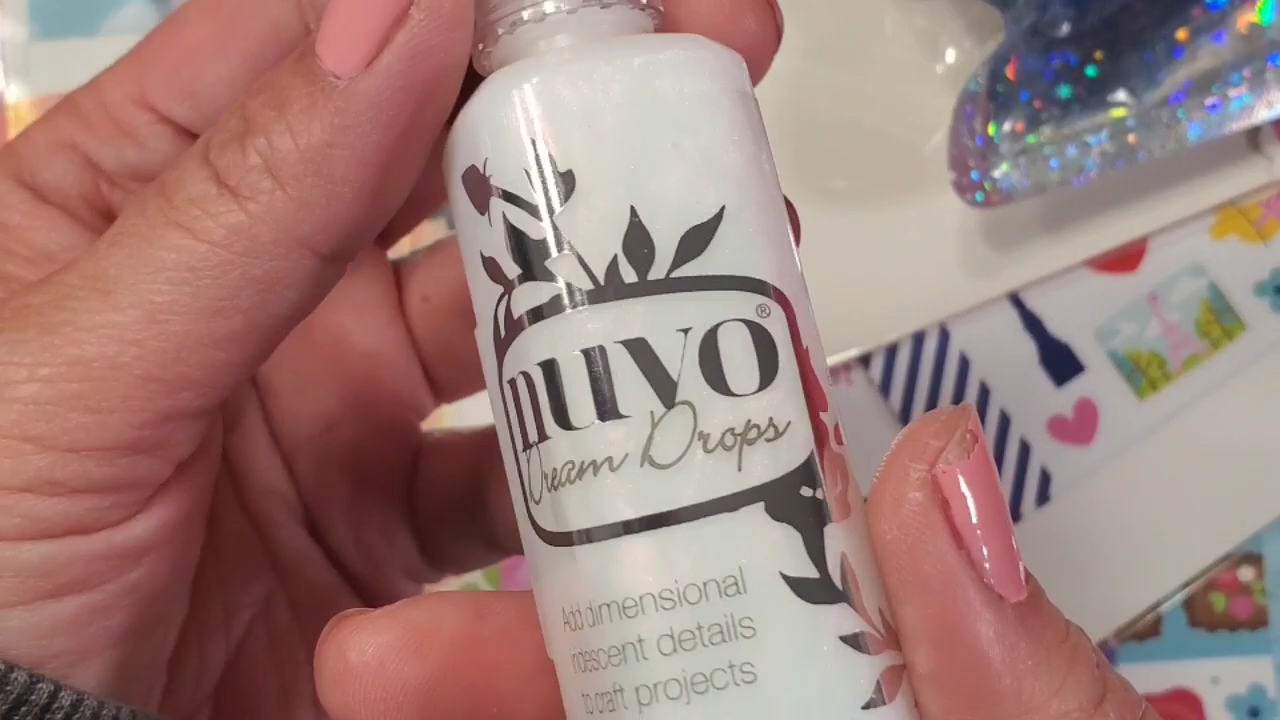 nuvo®
Dream Drops
Add dimensional
iridescent details
to craft projects